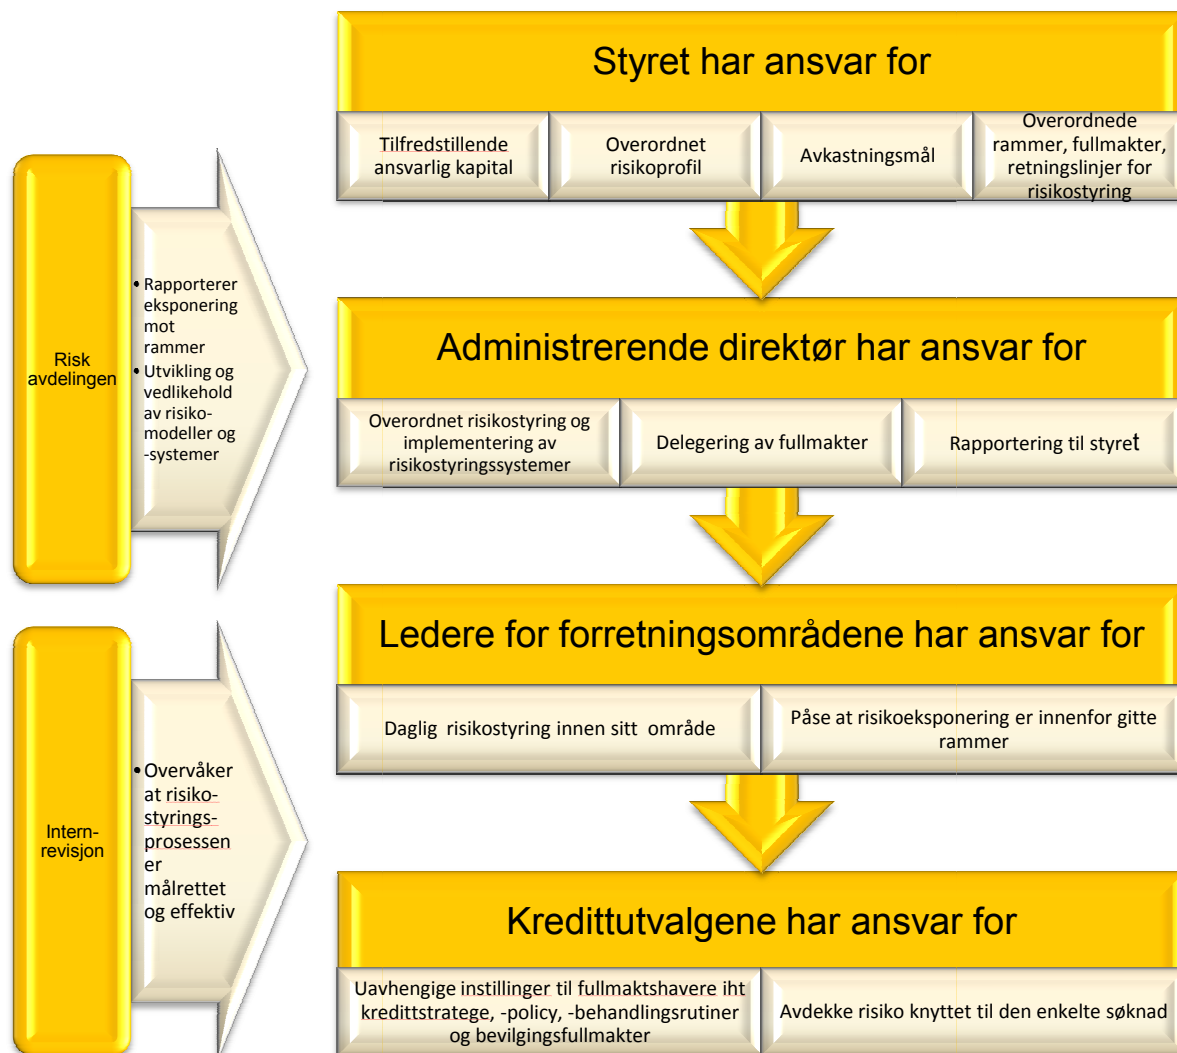 Styret har ansvar for
Tilfredstillende
ansvarlig kapital
Overordnet
risikoprofil
Avkastningsmål
Overordnede
rammer, fullmakter,
retningslinjer for
risikostyring
Risk
avdelingen
• Rapporterer
eksponering
mot
rammer
• Utvikling og
vedlikehold
av risiko-
modeller og
-systemer
Administrerende direktør har ansvar for
Overordnet risikostyring og
implementering av
risikostyringssystemer
Delegering av fullmakter
Rapportering til styret
Ledere for forretningsområdene har ansvar for
Daglig risikostyring innen sitt område
Påse at risikoeksponering er innenfor gitte
rammer
Intern-
revisjon
• Overvåker
at risiko-
styrings-
prosessen
er
målrettet
og effektiv
Kredittutvalgene har ansvar for
Uavhengige instillinger til fullmaktshavere iht
kredittstratege, -policy, -behandlingsrutiner
og bevilgingsfullmakter
Avdekke risiko knyttet til den enkelte søknad